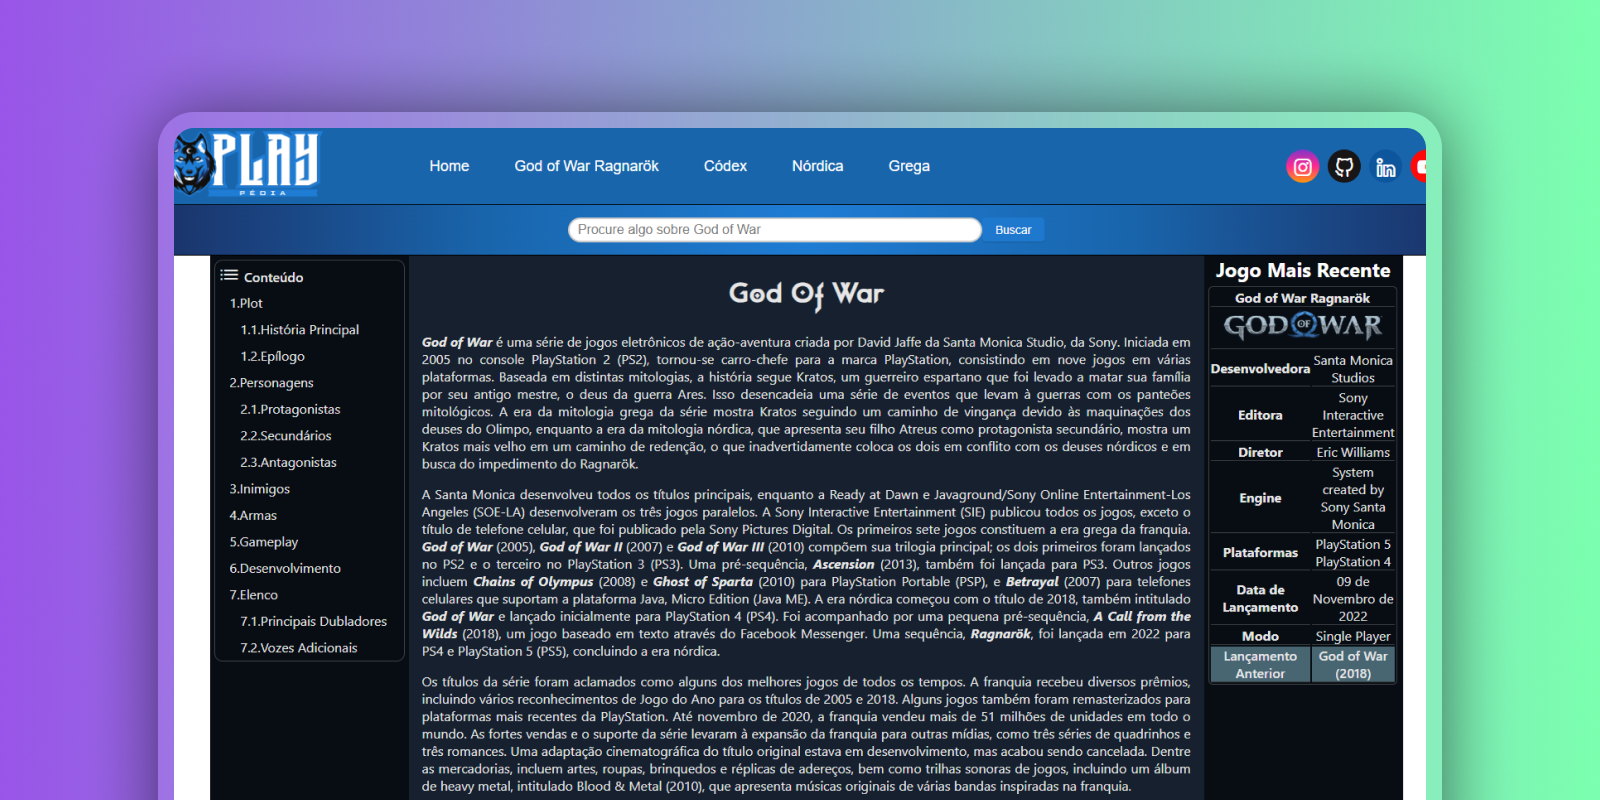 PLAY
PÉDIA
Home God of War Ragnarök Códex Nórdica Grega
Procure algo sobre God of War Buscar
Conteúdo
1.Plot
1.1.História Principal
1.2.Epílogo
2.Personagens
2.1.Protagonistas
2.2.Secundários
2.3.Antagonistas
3.Inimigos
4.Armas
5.Gameplay
6.Desenvolvimento
7.Elenco
7.1.Principais Dubladores
7.2.Vozes Adicionais
God Of War
God of War é uma série de jogos eletrônicos de ação-aventura criada por David Jaffe da Santa Monica Studio, da Sony. Iniciada em
2005 no console PlayStation 2 (PS2), tornou-se carro-chefe para a marca PlayStation, consistindo em nove jogos em várias
plataformas. Baseada em distintas mitologias, a história segue Kratos, um guerreiro espartano que foi levado a matar sua família
por seu antigo mestre, o deus da guerra Ares. Isso desencadeia uma série de eventos que levam à guerras com os panteões
mitológicos. A era da mitologia grega da série mostra Kratos seguindo um caminho de vingança devido às maquinações dos
deuses do Olimpo, enquanto a era da mitologia nórdica, que apresenta seu filho Atreus como protagonista secundário, mostra um
Kratos mais velho em um caminho de redenção, o que inadvertidamente coloca os dois em conflito com os deuses nórdicos e em
busca do impedimento do Ragnarök.
A Santa Monica desenvolveu todos os títulos principais, enquanto a Ready at Dawn e Javaground/Sony Online Entertainment-Los
Angeles (SOE-LA) desenvolveram os três jogos paralelos. A Sony Interactive Entertainment (SIE) publicou todos os jogos, exceto o
título de telefone celular, que foi publicado pela Sony Pictures Digital. Os primeiros sete jogos constituem a era grega da franquia.
God of War (2005), God of War II (2007) e God of War III (2010) compõem sua trilogia principal; os dois primeiros foram lançados
no PS2 e o terceiro no PlayStation 3 (PS3). Uma pré-sequência, Ascension (2013), também foi lançada para PS3. Outros jogos
incluem Chains of Olympus (2008) e Ghost of Sparta (2010) para PlayStation Portable (PSP), e Betrayal (2007) para telefones
celulares que suportam a plataforma Java, Micro Edition (Java ME). A era nórdica começou com o título de 2018, também intitulado
God of War e lançado inicialmente para PlayStation 4 (PS4). Foi acompanhado por uma pequena pré-sequência, A Call from the
Wilds (2018), um jogo baseado em texto através do Facebook Messenger. Uma sequência, Ragnarök, foi lançada em 2022 para
PS4 e PlayStation 5 (PS5), concluindo a era nórdica.
Os títulos da série foram aclamados como alguns dos melhores jogos de todos os tempos. A franquia recebeu diversos prêmios,
incluindo vários reconhecimentos de Jogo do Ano para os títulos de 2005 e 2018. Alguns jogos também foram remasterizados para
plataformas mais recentes da PlayStation. Até novembro de 2020, a franquia vendeu mais de 51 milhões de unidades em todo o
mundo. As fortes vendas e o suporte da série levaram à expansão da franquia para outras mídias, como três séries de quadrinhos e
três romances. Uma adaptação cinematográfica do título original estava em desenvolvimento, mas acabou sendo cancelada. Dentre
as mercadorias, incluem artes, roupas, brinquedos e réplicas de adereços, bem como trilhas sonoras de jogos, incluindo um álbum
de heavy metal, intitulado Blood & Metal (2010), que apresenta músicas originais de várias bandas inspiradas na franquia.
Jogo Mais Recente
God of War Ragnarök
GOD OF WAR
Desenvolvedora Santa Monica
Studios
Editora Sony
Interactive
Entertainment
Diretor Eric Williams
Engine System
created by
Sony Santa
Monica
Plataformas PlayStation 5
PlayStation 4
Data de
Lançamento 09 de
Novembro de
2022
Modo Single Player
Lançamento
Anterior God of War
(2018)